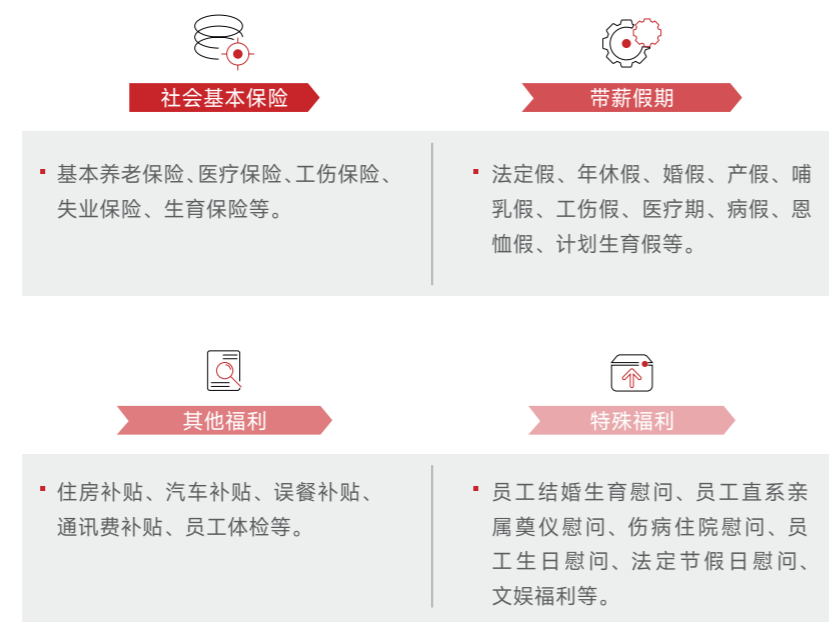 社会基本保险
基本养老保险、医疗保险、工伤保险、
失业保险、生育保险等。
带薪假期
法定假、年休假、婚假、产假、哺
乳假、工伤假、医疗期、病假、恩
恤假、计划生育假等。
其他福利
住房补贴、汽车补贴、误餐补贴、
通讯费补贴、员工体检等。
特殊福利
员工结婚生育慰问、员工直系亲
属奠仪慰问、伤病住院慰问、员
工生日慰问、法定节假日慰问、
文娱福利等。